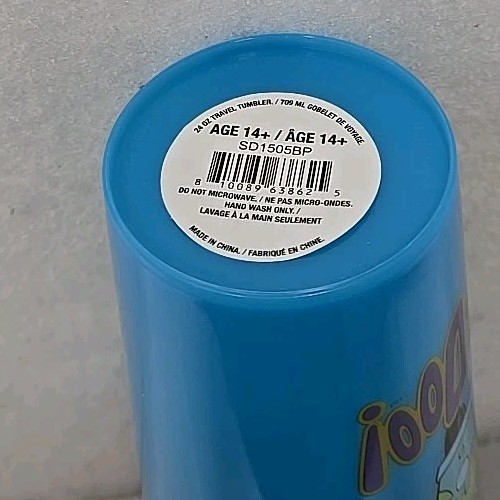 24 OZ TRAVEL TUMBLER. / 709 ML GOBELET DE VOYAGE
AGE 14+ / ÂGE 14+
SD1505BP
8 10089 63862 5
DO NOT MICROWAVE. / NE PAS MICRO-ONDES.
HAND WASH ONLY. /
LAVAGE À LA MAIN SEULEMENT
MADE IN CHINA. / FABRIQUÉ EN CHINE.